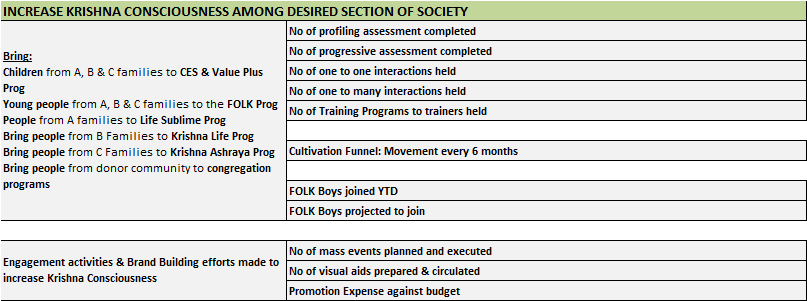 INCREASE KRISHNA CONSCIOUSNESS AMONG DESIRED SECTION OF SOCIETY
Bring:
Children from A, B & C families to CES & Value Plus
Prog
Young people from A, B & C families to the FOLK Prog
People from A families to Life Sublime Prog
Bring people from B Families to Krishna Life Prog
Bring people from C Families to Krishna Ashraya Prog
Bring people from donor community to congregation
programs
No of profiling assessment completed
No of progressive assessment completed
No of one to one interactions held
No of one to many interactions held
No of Training Programs to trainers held
Cultivation Funnel: Movement every 6 months
FOLK Boys joined YTD
FOLK Boys projected to join
Engagement activities & Brand Building efforts made to
increase Krishna Consciousness
No of mass events planned and executed
No of visual aids prepared & circulated
Promotion Expense against budget